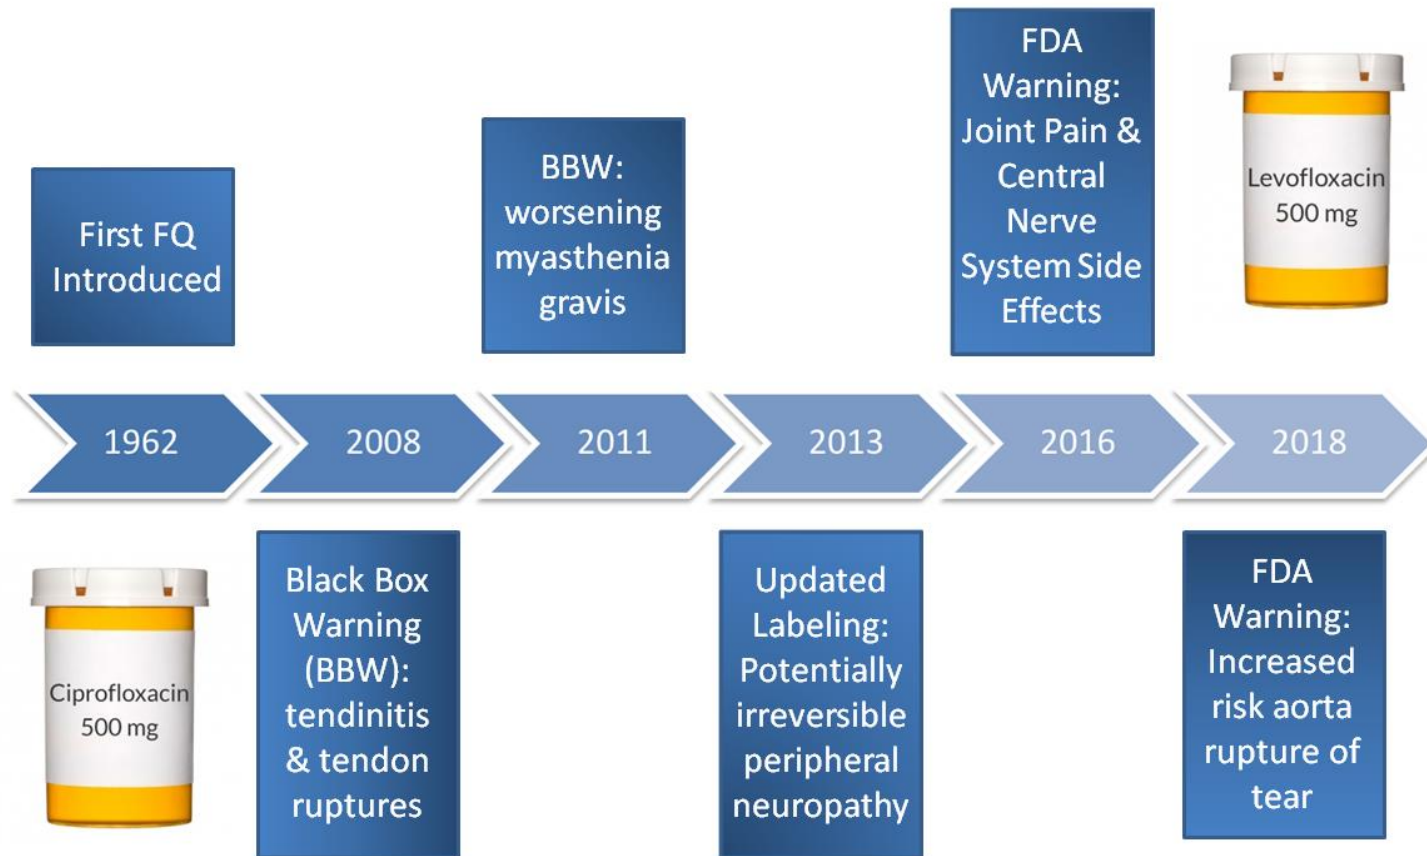 First FQ
Introduced
BBW:
worsening
myasthenia
gravis
FDA
Warning:
Joint Pain &
Central
Nerve
System Side
Effects
Levofloxacin
500 mg
1962
2008
2011
2013
2016
2018
Ciprofloxacin
500 mg
Black Box
Warning
(BBW):
tendinitis
& tendon
ruptures
Updated
Labeling:
Potentially
irreversible
peripheral
neuropathy
FDA
Warning:
Increased
risk aorta
rupture of
tear